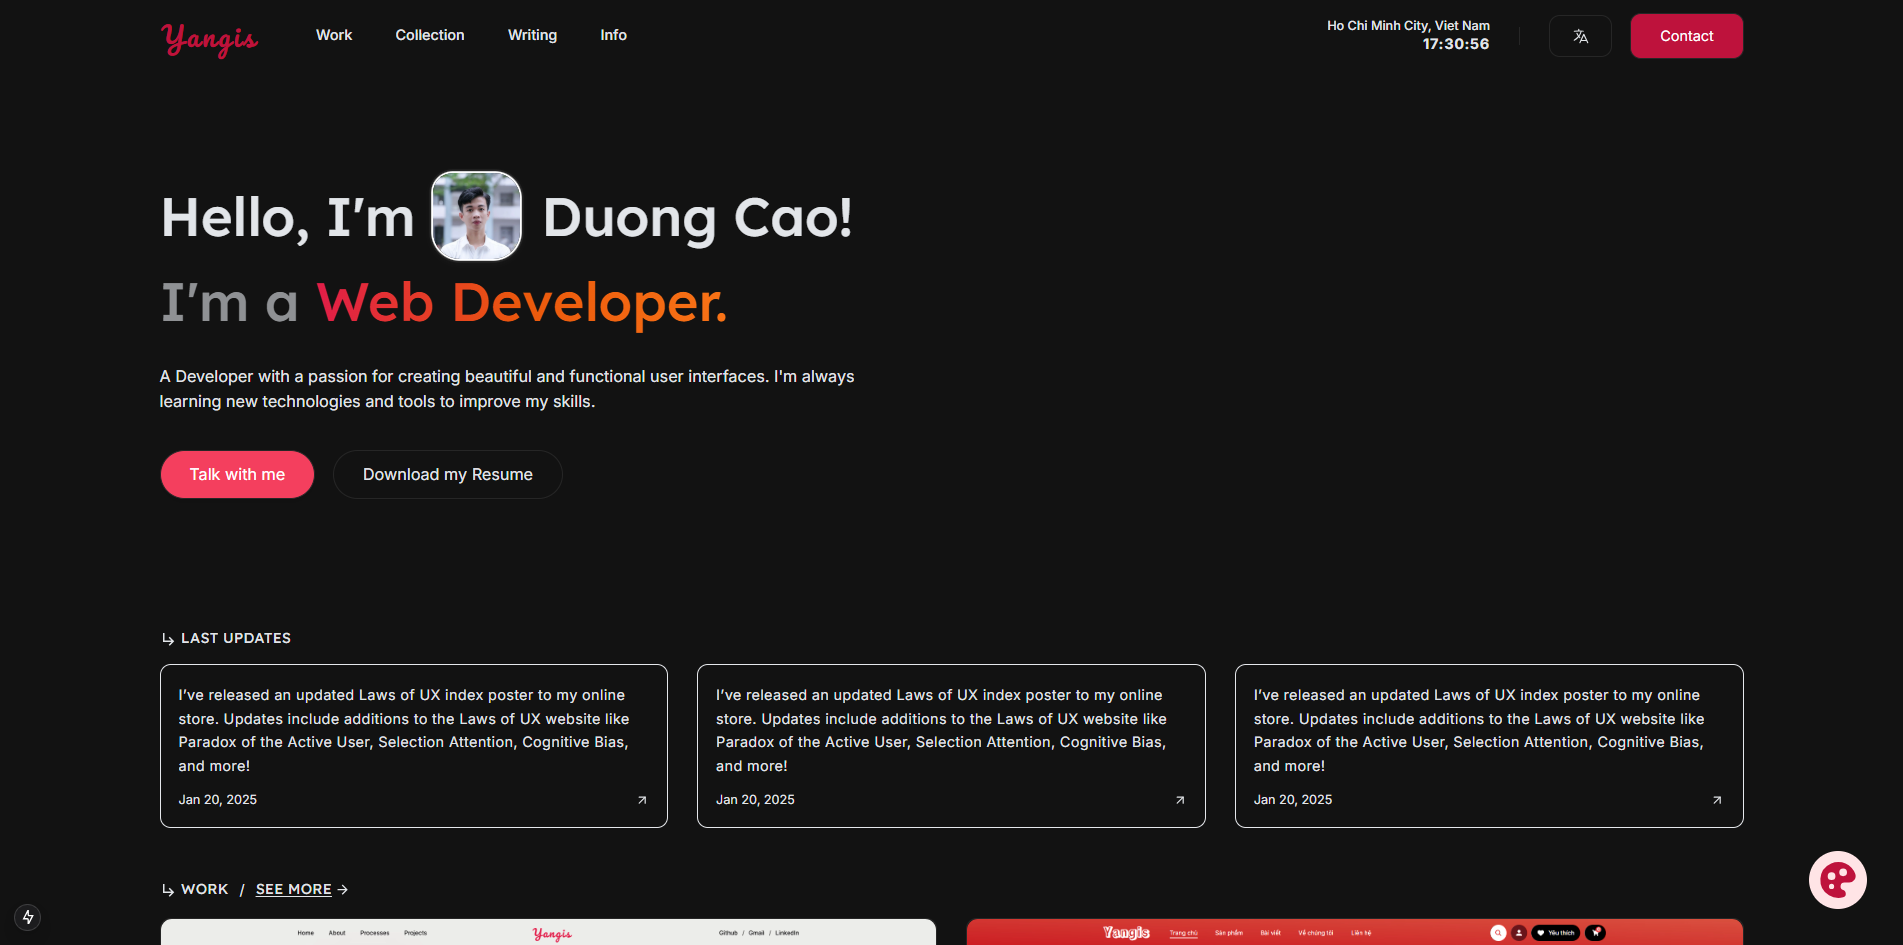 Yangis
Work
Collection
Writing
Info
Ho Chi Minh City, Viet Nam
17:30:56
Contact
Hello, I'm Duong Cao!
I'm a Web Developer.
A Developer with a passion for creating beautiful and functional user interfaces. I'm always
learning new technologies and tools to improve my skills.
Talk with me
Download my Resume
LAST UPDATES
I've released an updated Laws of UX index poster to my online
store. Updates include additions to the Laws of UX website like
Paradox of the Active User, Selection Attention, Cognitive Bias,
and more!
Jan 20, 2025
I've released an updated Laws of UX index poster to my online
store. Updates include additions to the Laws of UX website like
Paradox of the Active User, Selection Attention, Cognitive Bias,
and more!
Jan 20, 2025
I've released an updated Laws of UX index poster to my online
store. Updates include additions to the Laws of UX website like
Paradox of the Active User, Selection Attention, Cognitive Bias,
and more!
Jan 20, 2025
WORK / SEE MORE →
Home
About
Processes
Projects
Yangis
Github / Gmail / LinkedIn
Yangis
Trang chủ
Sản phẩm
Bài viết
Về chúng tôi
Liên hệ
Yêu thích